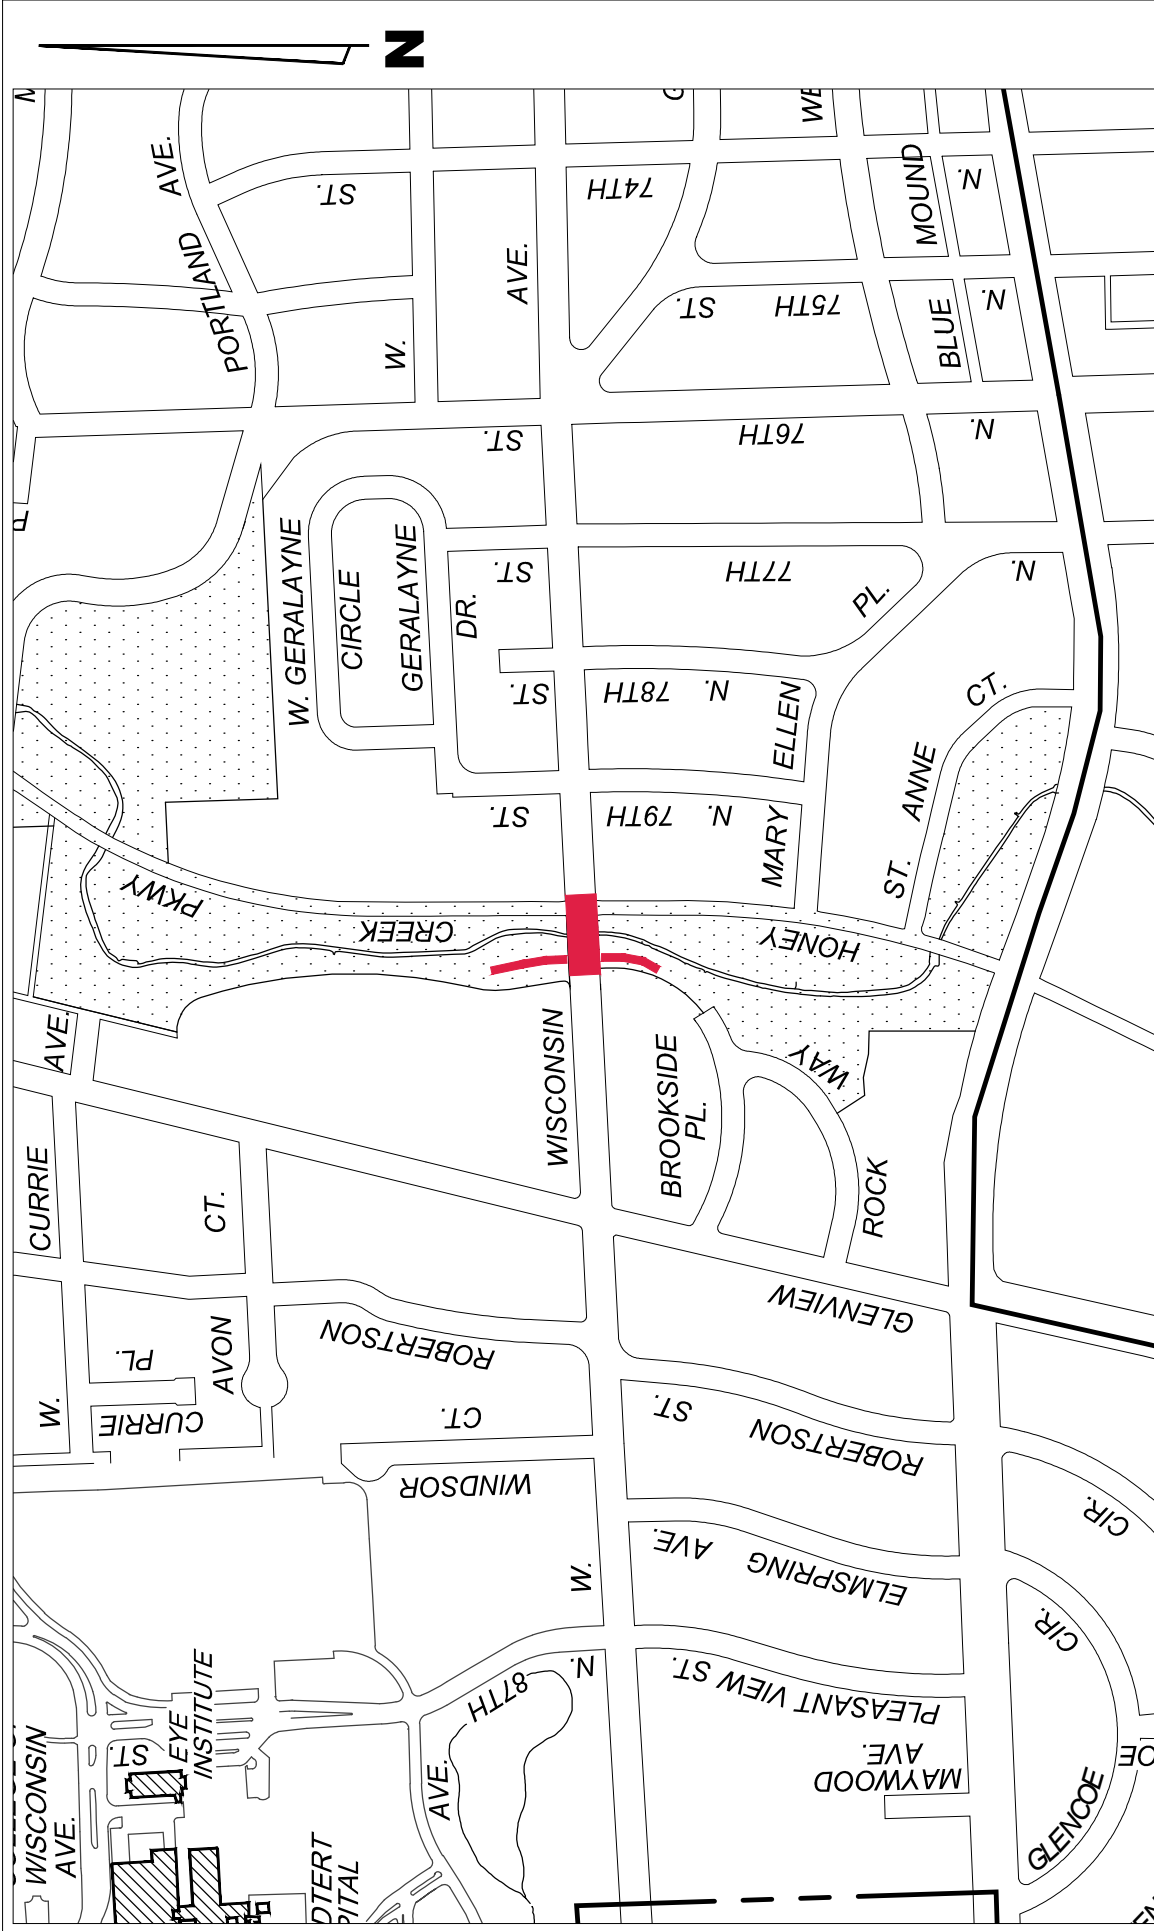 N
AVE.
ST.
74TH
MOUND
N.
PORTLAND
AVE.
ST.
75TH
BLUE
N.
W.
ST.
76TH
N.
W. GERALAYNE
CIRCLE
GERALAYNE
DR.
ST.
77TH
PL.
N.
ST.
78TH
N.
ELLEN
CT.
ST.
79TH
N.
MARY
ANNE
ST.
PKWY
CREEK
HONEY
AVE.
WISCONSIN
BROOKSIDE
PL.
WAY
CURRIE
CT.
ROCK
GLENVIEW
PL.
AVON
ROBERTSON
W.
CURRIE
CT.
ST.
ROBERTSON
WINDSOR
CIR.
W.
AVE.
ELMSPRING
CIR.
EYE
INSTITUTE
87TH
N.
PLEASANT VIEW ST.
WISCONSIN
AVE.
ST.
AVE.
MAYWOOD
AVE.
GLENCOE